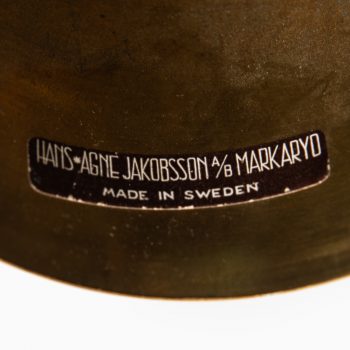 HANS*AGNE JAKOBSSON A/B MARKARYD
MADE IN SWEDEN